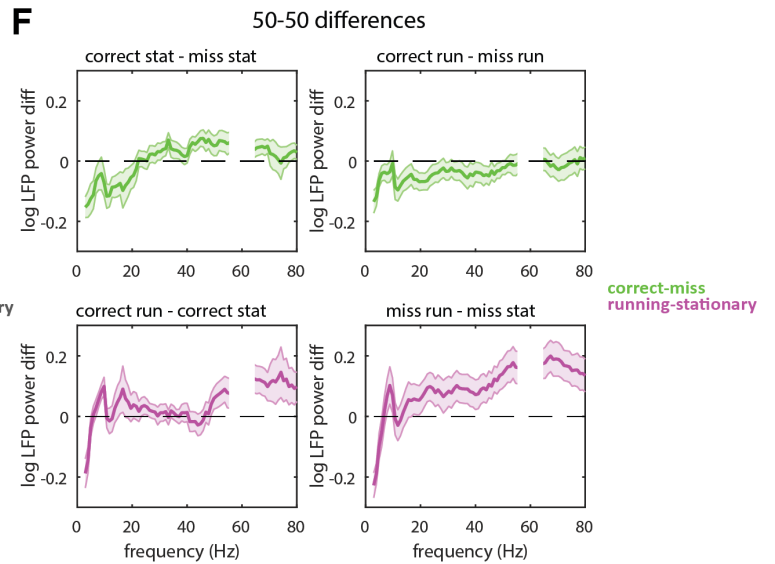 F
50-50 differences
correct stat - miss stat
correct run - miss run
log LFP power diff
0.2
0
-0.2
0 20 40 60 80
log LFP power diff
0.2
0
-0.2
0 20 40 60 80
correct-miss
running-stationary
ry
correct run - correct stat
miss run - miss stat
log LFP power diff
0.2
0
-0.2
0 20 40 60 80
frequency (Hz)
log LFP power diff
0.2
0
-0.2
0 20 40 60 80
frequency (Hz)